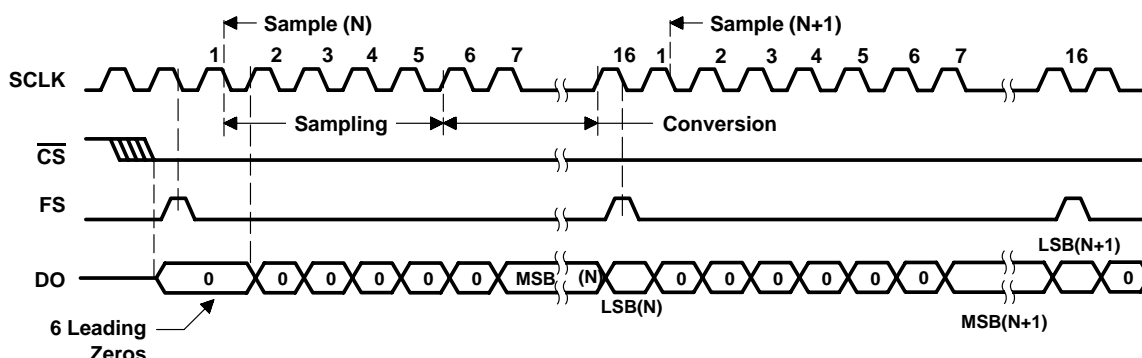 Sample (N) Sample (N+1)
1 2 3 4 5 6 7 16 1 2 3 4 5 6 7 16
SCLK
Sampling Conversion
CS
FS
LSB(N+1)
DO 0 0 0 0 0 0 MSB (N) 0 0 0 0 0 0 0
LSB(N) MSB(N+1)
6 Leading
Zeros